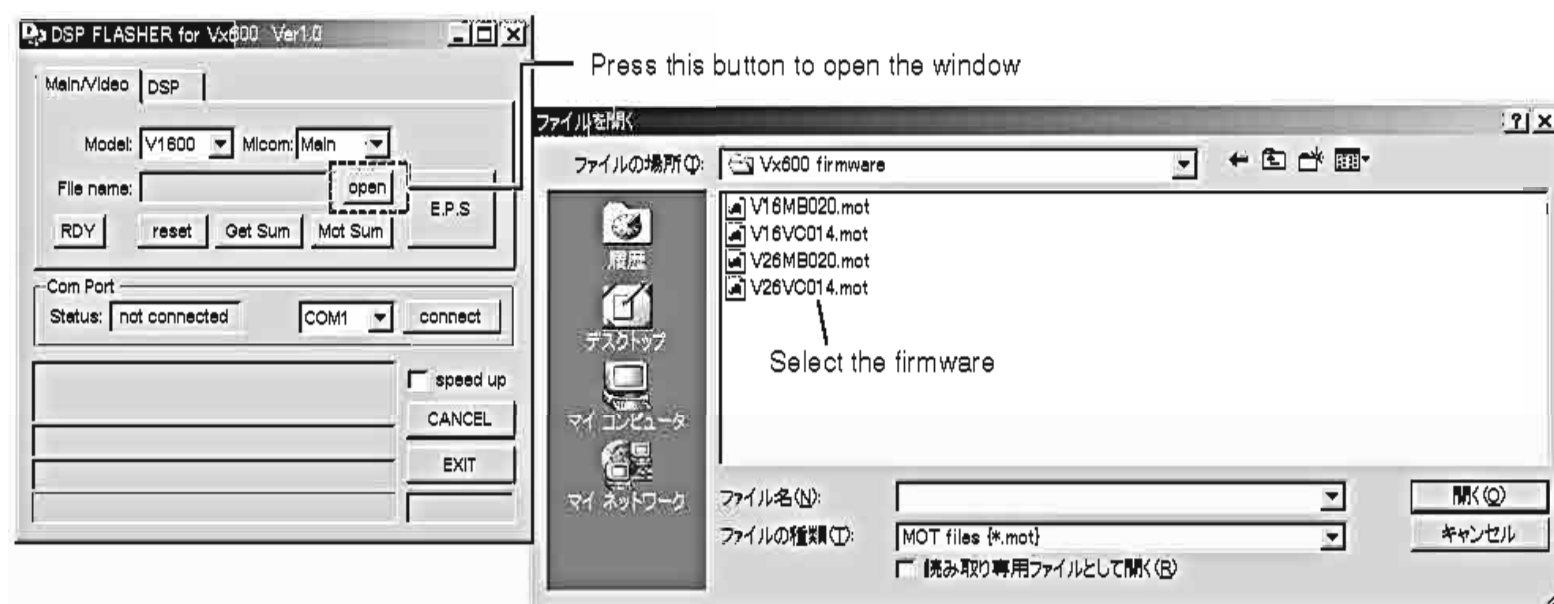 DSP FLASHER for Vx600 Ver1.0
Press this button to open the window
Main/Video DSP
Model: V1600 Micom: Main
File name: open
E.P.S
RDY reset Get Sum Mot Sum
Com Port
Status: not connected COM1 connect
speed up
CANCEL
EXIT
ファイルを開く
ファイルの場所(I): Vx600 firmware
履歴
デスクトップ
マイ コンピュータ
マイ ネットワーク
V16MB020.mot
V16VC014.mot
V26MB020.mot
V26VC014.mot
Select the firmware
ファイル名(N): 開く(O)
ファイルの種類(T): MOT files {*.mot} キャンセル
読み取り専用ファイルとして開く(R)